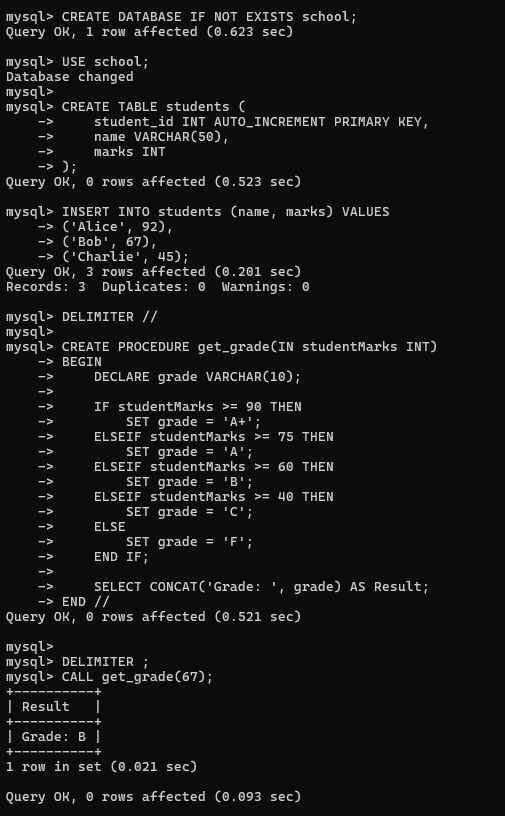 mysql> CREATE DATABASE IF NOT EXISTS school;
Query OK, 1 row affected (0.623 sec)

mysql> USE school;
Database changed
mysql>
mysql> CREATE TABLE students (
    ->     student_id INT AUTO_INCREMENT PRIMARY KEY,
    ->     name VARCHAR(50),
    ->     marks INT
    -> );
Query OK, 0 rows affected (0.523 sec)

mysql> INSERT INTO students (name, marks) VALUES
    -> ('Alice', 92),
    -> ('Bob', 67),
    -> ('Charlie', 45);
Query OK, 3 rows affected (0.201 sec)
Records: 3  Duplicates: 0  Warnings: 0

mysql> DELIMITER //
mysql>
mysql> CREATE PROCEDURE get_grade(IN studentMarks INT)
    -> BEGIN
    ->     DECLARE grade VARCHAR(10);
    ->
    ->     IF studentMarks >= 90 THEN
    ->         SET grade = 'A+';
    ->     ELSEIF studentMarks >= 75 THEN
    ->         SET grade = 'A';
    ->     ELSEIF studentMarks >= 60 THEN
    ->         SET grade = 'B';
    ->     ELSEIF studentMarks >= 40 THEN
    ->         SET grade = 'C';
    ->     ELSE
    ->         SET grade = 'F';
    ->     END IF;
    ->
    ->     SELECT CONCAT('Grade: ', grade) AS Result;
    -> END //
Query OK, 0 rows affected (0.521 sec)

mysql>
mysql> DELIMITER ;
mysql> CALL get_grade(67);
+----------+
| Result   |
+----------+
| Grade: B |
+----------+
1 row in set (0.021 sec)

Query OK, 0 rows affected (0.093 sec)